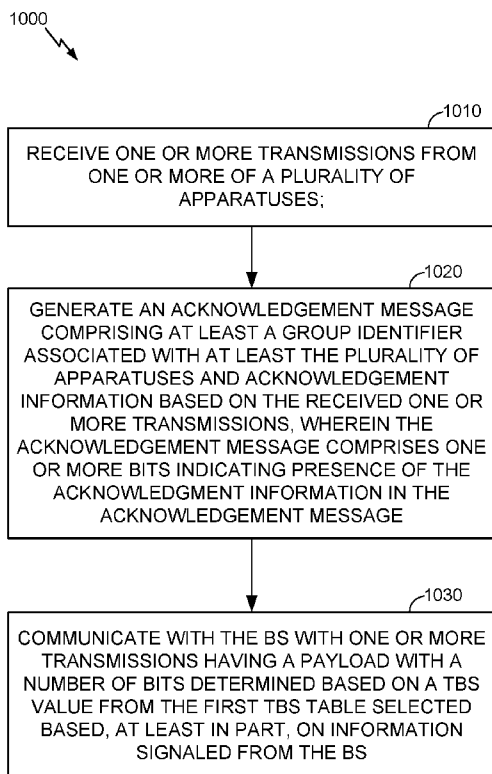 1000
1010
RECEIVE ONE OR MORE TRANSMISSIONS FROM
ONE OR MORE OF A PLURALITY OF
APPARATUSES;
1020
GENERATE AN ACKNOWLEDGEMENT MESSAGE
COMPRISING AT LEAST A GROUP IDENTIFIER
ASSOCIATED WITH AT LEAST THE PLURALITY OF
APPARATUSES AND ACKNOWLEDGEMENT
INFORMATION BASED ON THE RECEIVED ONE OR
MORE TRANSMISSIONS, WHEREIN THE
ACKNOWLEDGEMENT MESSAGE COMPRISES ONE
OR MORE BITS INDICATING PRESENCE OF THE
ACKNOWLEDGMENT INFORMATION IN THE
ACKNOWLEDGEMENT MESSAGE
1030
COMMUNICATE WITH THE BS WITH ONE OR MORE
TRANSMISSIONS HAVING A PAYLOAD WITH A
NUMBER OF BITS DETERMINED BASED ON A TBS
VALUE FROM THE FIRST TBS TABLE SELECTED
BASED, AT LEAST IN PART, ON INFORMATION
SIGNALED FROM THE BS